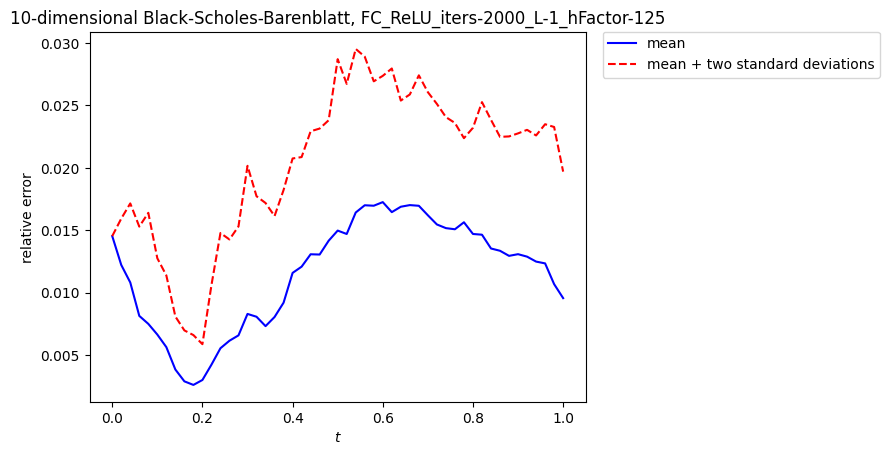 10-dimensional Black-Scholes-Barenblatt, FC_ReLU_iters-2000_L-1_hFactor-125
mean
mean + two standard deviations
0.030
0.025
0.020
0.015
0.010
0.005
relative error
0.0 0.2 0.4 0.6 0.8 1.0
t